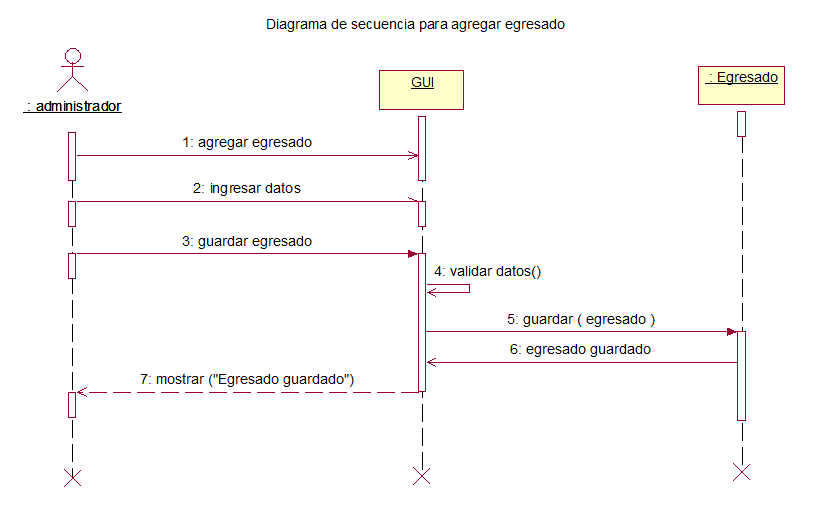 Diagrama de secuencia para agregar egresado
: administrador
GUI
: Egresado
1: agregar egresado
2: ingresar datos
3: guardar egresado
4: validar datos()
5: guardar ( egresado )
6: egresado guardado
7: mostrar ("Egresado guardado")